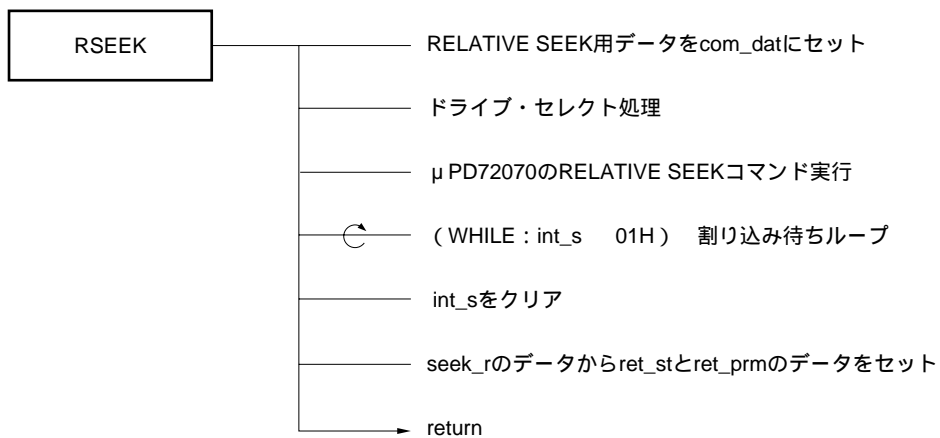 RSEEK
RELATIVE SEEK用データをcom_datにセット
ドライブ・セレクト処理
μPD72070のRELATIVE SEEKコマンド実行
（WHILE：int_s　01H）　割り込み待ちループ
int_sをクリア
seek_rのデータからret_stとret_prmのデータをセット
return